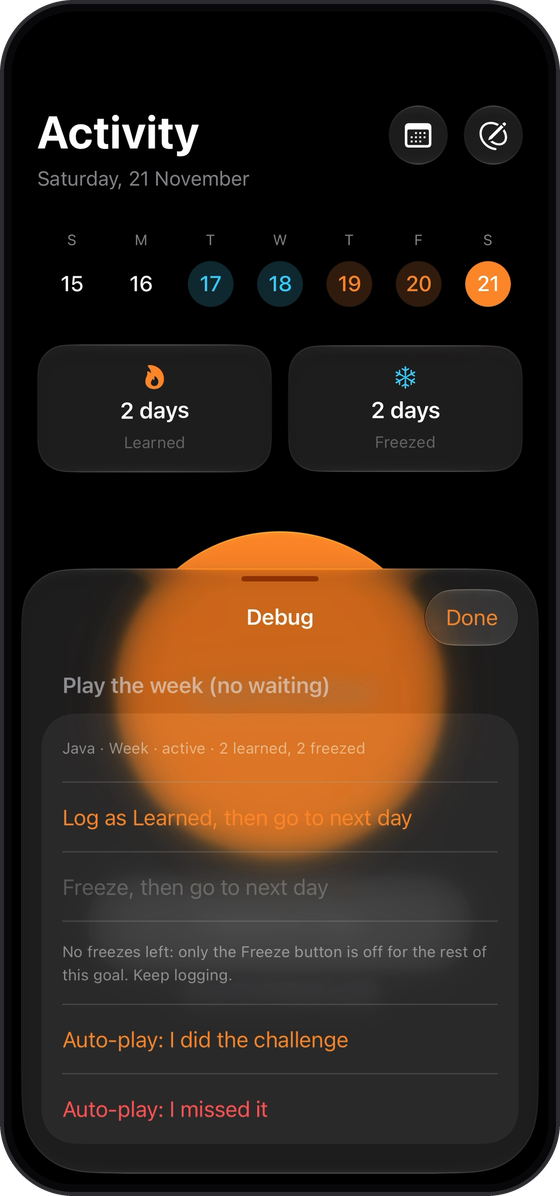 Activity
Saturday, 21 November
S M T W T F S
15 16 17 18 19 20 21
2 days
Learned
2 days
Freezed
Debug
Done
Play the week (no waiting)
Java · Week · active · 2 learned, 2 freezed
Log as Learned, then go to next day
Freeze, then go to next day
No freezes left: only the Freeze button is off for the rest of
this goal. Keep logging.
Auto-play: I did the challenge
Auto-play: I missed it